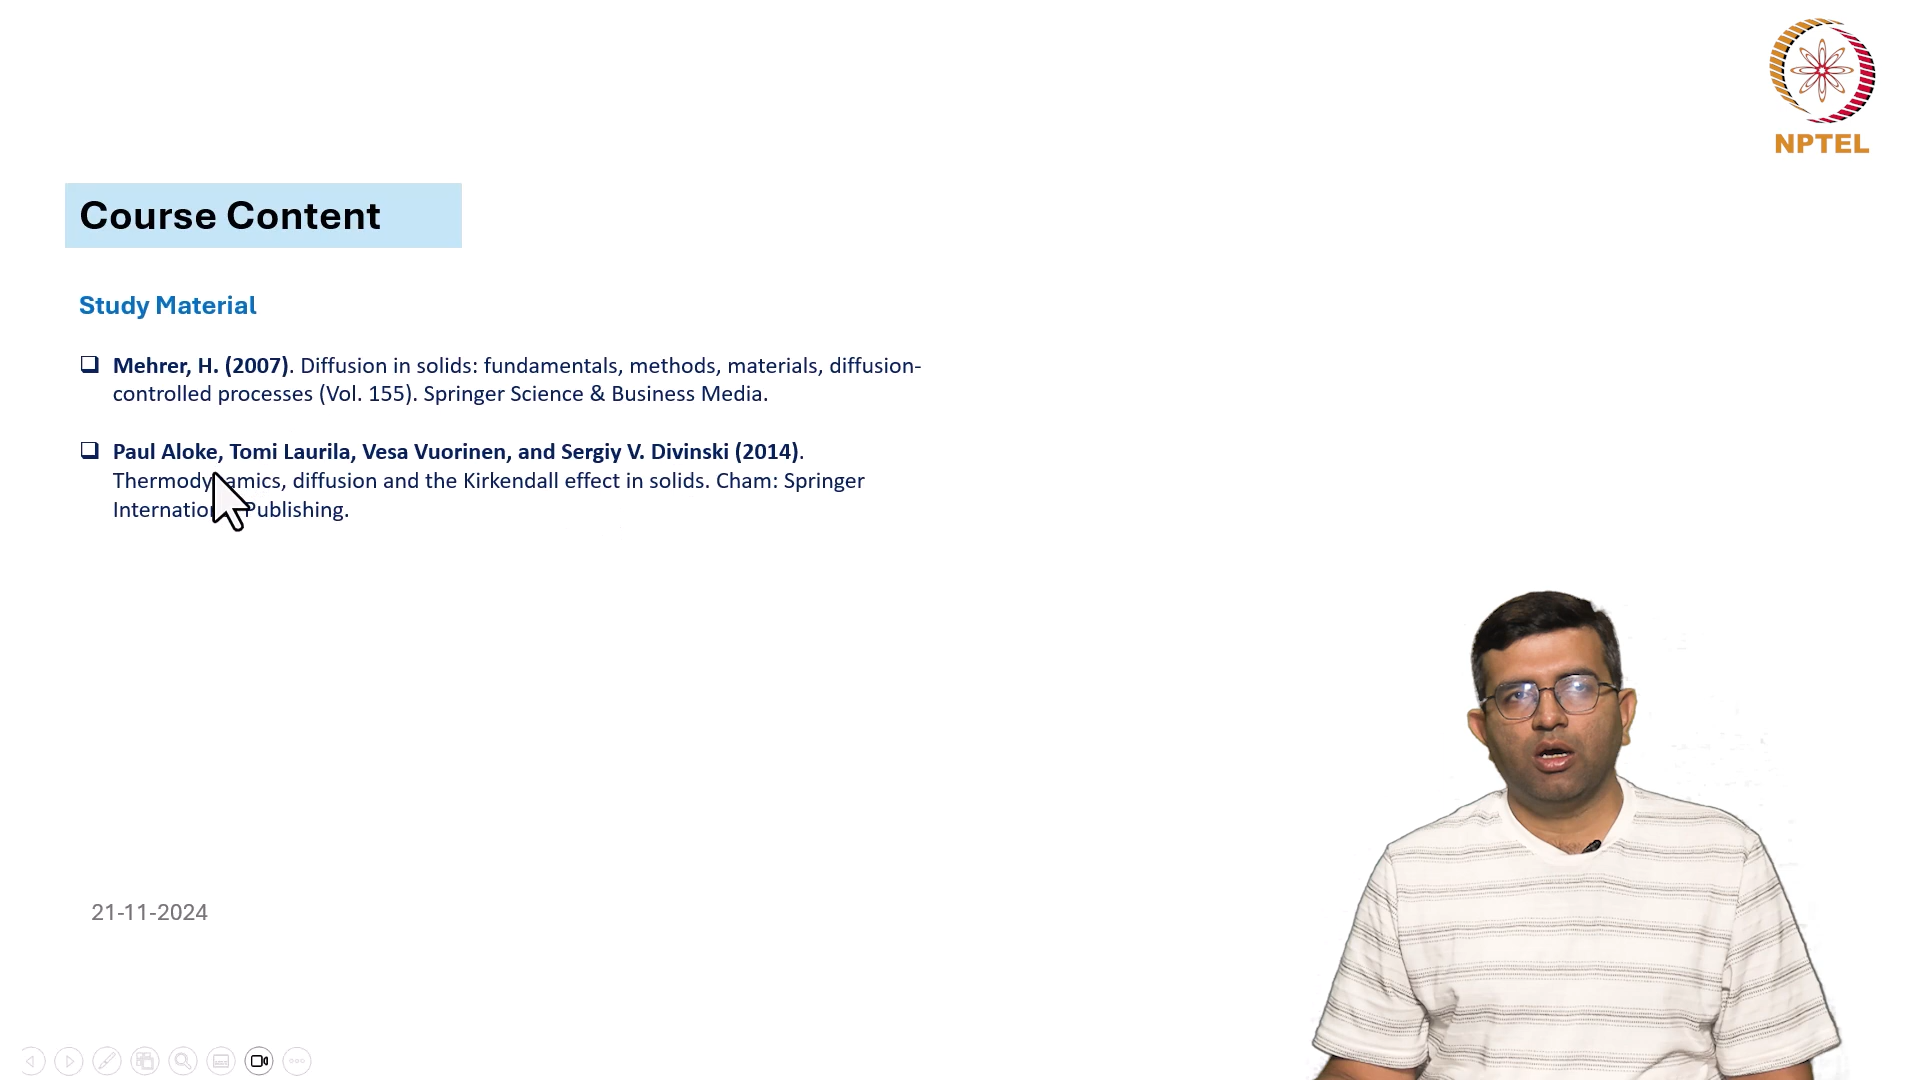 NPTEL
Course Content
Study Material
Mehrer, H. (2007). Diffusion in solids: fundamentals, methods, materials, diffusion-
controlled processes (Vol. 155). Springer Science & Business Media.
Paul Aloke, Tomi Laurila, Vesa Vuorinen, and Sergiy V. Divinski (2014).
diffusion and the Kirkendall effect in solids. Cham: Springer
Publishing.
21-11-2024